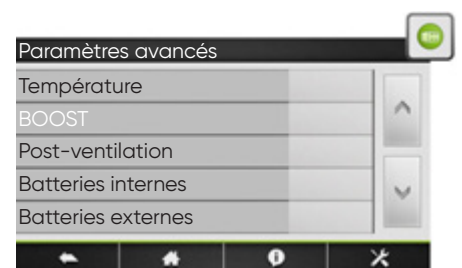 Paramètres avancés
Température
BOOST
Post-ventilation
Batteries internes
Batteries externes